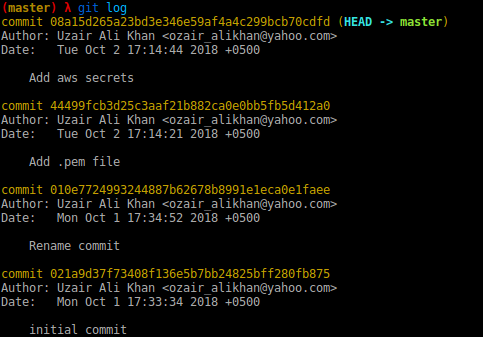 (master) λ git log
commit 08a15d265a23bd3e346e59af4a4c299bcb70cdfd (HEAD -> master)
Author: Uzair Ali Khan <ozair_alikhan@yahoo.com>
Date:   Tue Oct 2 17:14:44 2018 +0500
Add aws secrets
commit 44499fcb3d25c3aaf21b882ca0e0bb5fb5d412a0
Author: Uzair Ali Khan <ozair_alikhan@yahoo.com>
Date:   Tue Oct 2 17:14:21 2018 +0500
Add .pem file
commit 010e7724993244887b62678b8991e1eca0e1faee
Author: Uzair Ali Khan <ozair_alikhan@yahoo.com>
Date:   Mon Oct 1 17:34:52 2018 +0500
Rename commit
commit 021a9d37f73408f136e5b7bb24825bff280fb875
Author: Uzair Ali Khan <ozair_alikhan@yahoo.com>
Date:   Mon Oct 1 17:33:34 2018 +0500
initial commit